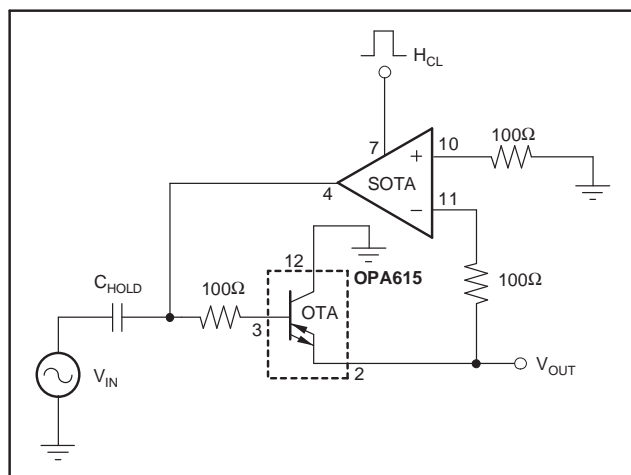 H_CL
100Ω
7
10
+
SOTA
4
11
−
12
OPA615
100Ω
C_HOLD
100Ω
OTA
3
2
V_OUT
V_IN